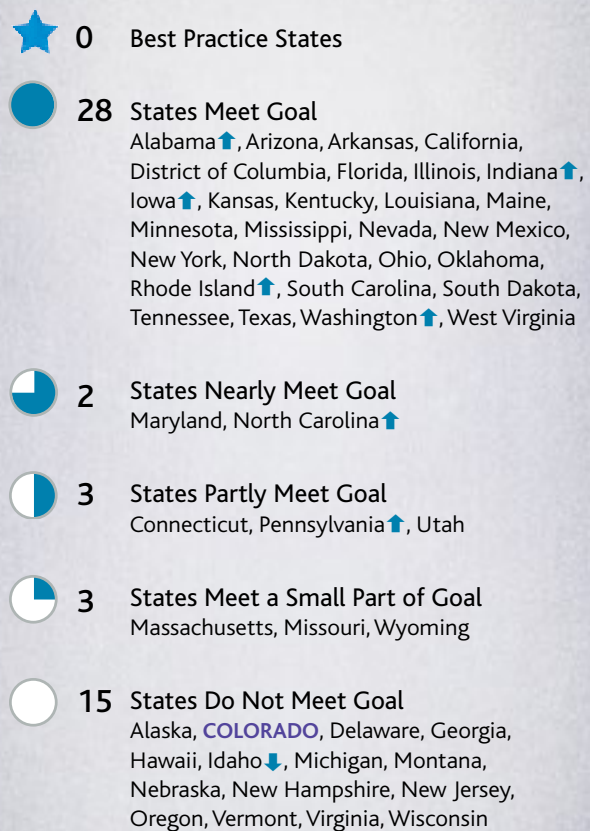 0 Best Practice States
28 States Meet Goal
Alabama⬆, Arizona, Arkansas, California,
District of Columbia, Florida, Illinois, Indiana⬆,
Iowa⬆, Kansas, Kentucky, Louisiana, Maine,
Minnesota, Mississippi, Nevada, New Mexico,
New York, North Dakota, Ohio, Oklahoma,
Rhode Island⬆, South Carolina, South Dakota,
Tennessee, Texas, Washington⬆, West Virginia
2 States Nearly Meet Goal
Maryland, North Carolina⬆
3 States Partly Meet Goal
Connecticut, Pennsylvania⬆, Utah
3 States Meet a Small Part of Goal
Massachusetts, Missouri, Wyoming
15 States Do Not Meet Goal
Alaska, COLORADO, Delaware, Georgia,
Hawaii, Idaho⬇, Michigan, Montana,
Nebraska, New Hampshire, New Jersey,
Oregon, Vermont, Virginia, Wisconsin